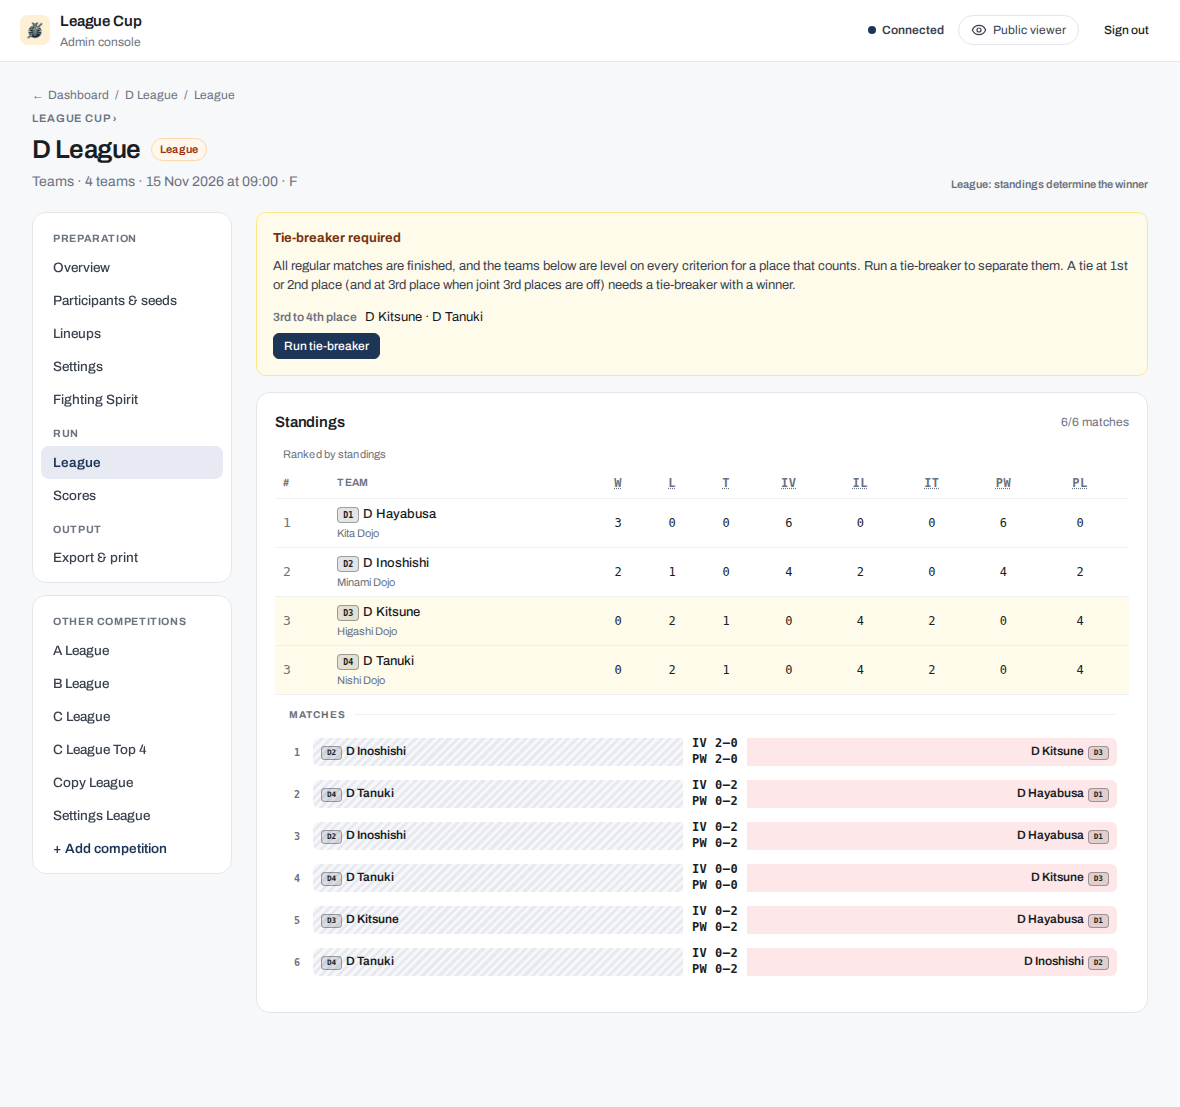 League Cup
Admin console
Connected
Public viewer
Sign out
← Dashboard / D League / League
LEAGUE CUP ›
D League League
Teams · 4 teams · 15 Nov 2026 at 09:00 · F
League: standings determine the winner
PREPARATION
Overview
Participants & seeds
Lineups
Settings
Fighting Spirit
RUN
League
Scores
OUTPUT
Export & print
OTHER COMPETITIONS
A League
B League
C League
C League Top 4
Copy League
Settings League
+ Add competition
Tie-breaker required
All regular matches are finished, and the teams below are level on every criterion for a place that counts. Run a tie-breaker to separate them. A tie at 1st
or 2nd place (and at 3rd place when joint 3rd places are off) needs a tie-breaker with a winner.
3rd to 4th place D Kitsune · D Tanuki
Run tie-breaker
Standings 6/6 matches
Ranked by standings
# TEAM W L T IV IL IT PW PL
1 D1 D Hayabusa 3 0 0 6 0 0 6 0
Kita Dojo
2 D2 D Inoshishi 2 1 0 4 2 0 4 2
Minami Dojo
3 D3 D Kitsune 0 2 1 0 4 2 0 4
Higashi Dojo
3 D4 D Tanuki 0 2 1 0 4 2 0 4
Nishi Dojo
MATCHES
1 D2 D Inoshishi IV 2–0 D Kitsune D3
PW 2–0
2 D4 D Tanuki IV 0–2 D Hayabusa D1
PW 0–2
3 D2 D Inoshishi IV 0–2 D Hayabusa D1
PW 0–2
4 D4 D Tanuki IV 0–0 D Kitsune D3
PW 0–0
5 D3 D Kitsune IV 0–2 D Hayabusa D1
PW 0–2
6 D4 D Tanuki IV 0–2 D Inoshishi D2
PW 0–2